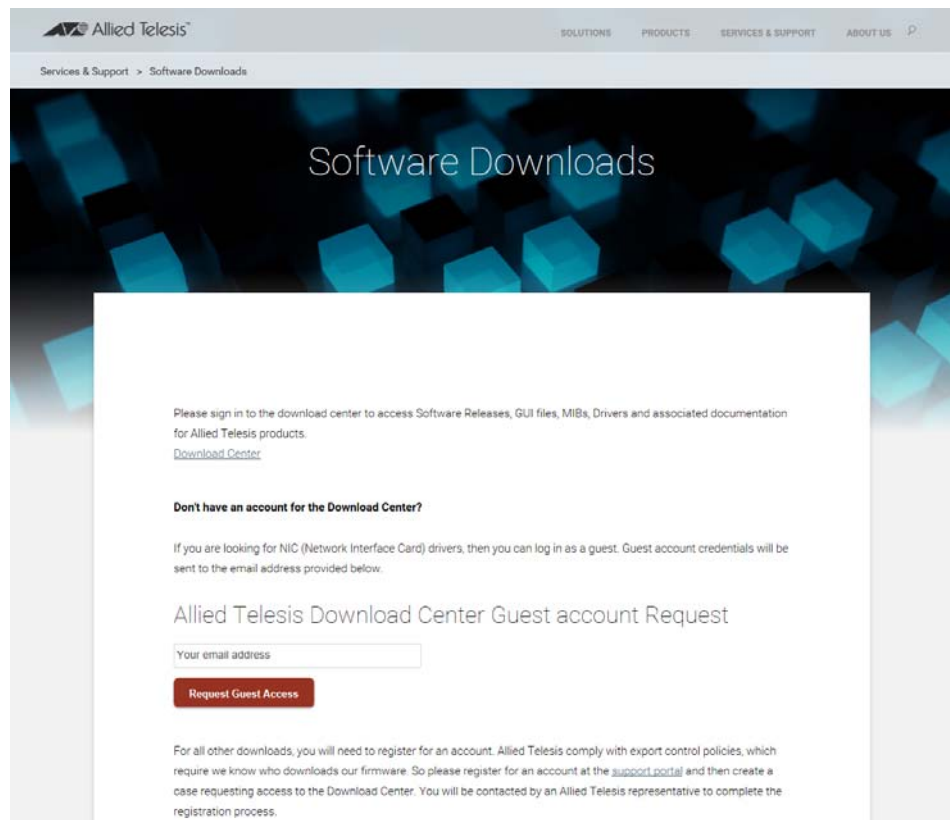 Allied Telesis™
SOLUTIONS PRODUCTS SERVICES & SUPPORT ABOUT US
Services & Support > Software Downloads
Software Downloads
Please sign in to the download center to access Software Releases, GUI files, MIBs, Drivers and associated documentation
for Allied Telesis products.
Download Center
Don't have an account for the Download Center?
If you are looking for NIC (Network Interface Card) drivers, then you can log in as a guest. Guest account credentials will be
sent to the email address provided below.
Allied Telesis Download Center Guest account Request
Your email address
Request Guest Access
For all other downloads, you will need to register for an account. Allied Telesis comply with export control policies, which
require we know who downloads our firmware. So please register for an account at the support portal and then create a
case requesting access to the Download Center. You will be contacted by an Allied Telesis representative to complete the
registration process.